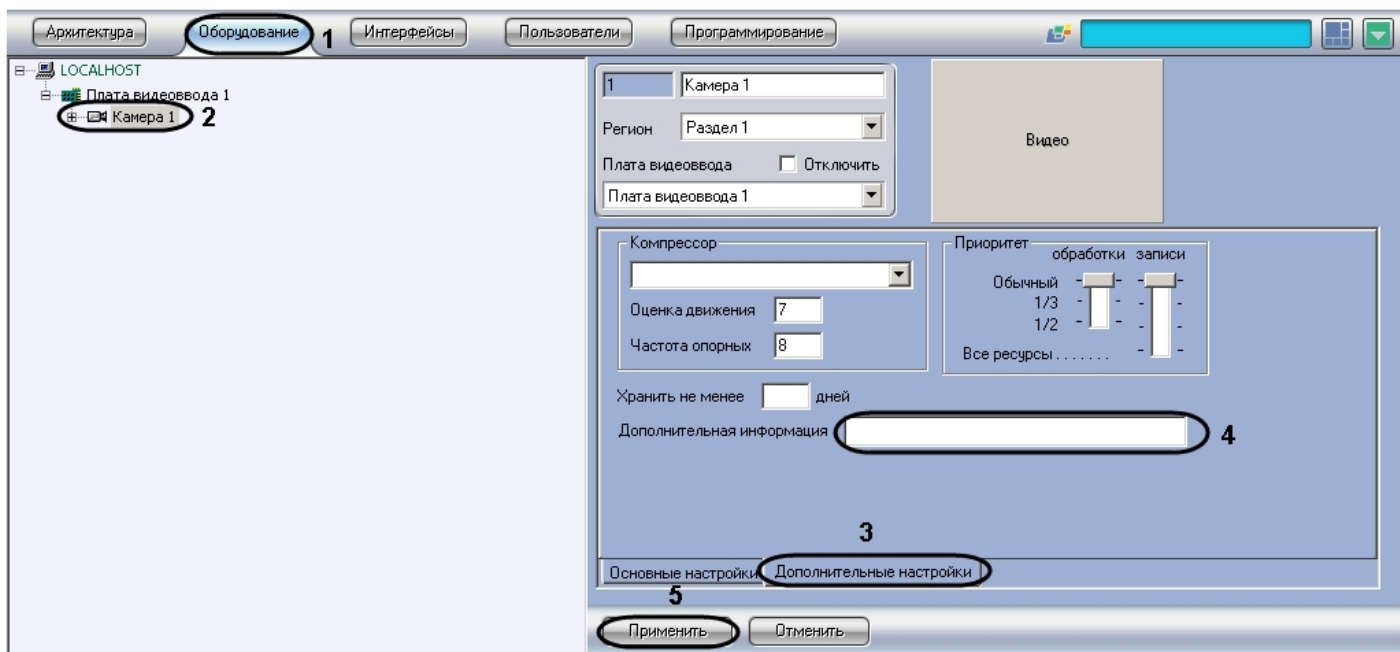 Архитектура
Оборудование
1
Интерфейсы
Пользователи
Программирование
LOCALHOST
Плата видеоввода 1
Камера 1
2
1
Камера 1
Регион
Раздел 1
Плата видеоввода
Отключить
Плата видеоввода 1
Видео
Компрессор
Оценка движения
7
Частота опорных
8
Приоритет
обработки записи
Обычный
1/3
1/2
Все ресурсы . . . . . . .
Хранить не менее
дней
Дополнительная информация
4
3
Основные настройки
Дополнительные настройки
5
Применить
Отменить